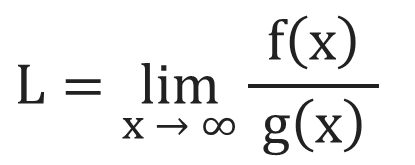 L = lim x → ∞ f(x) / g(x)